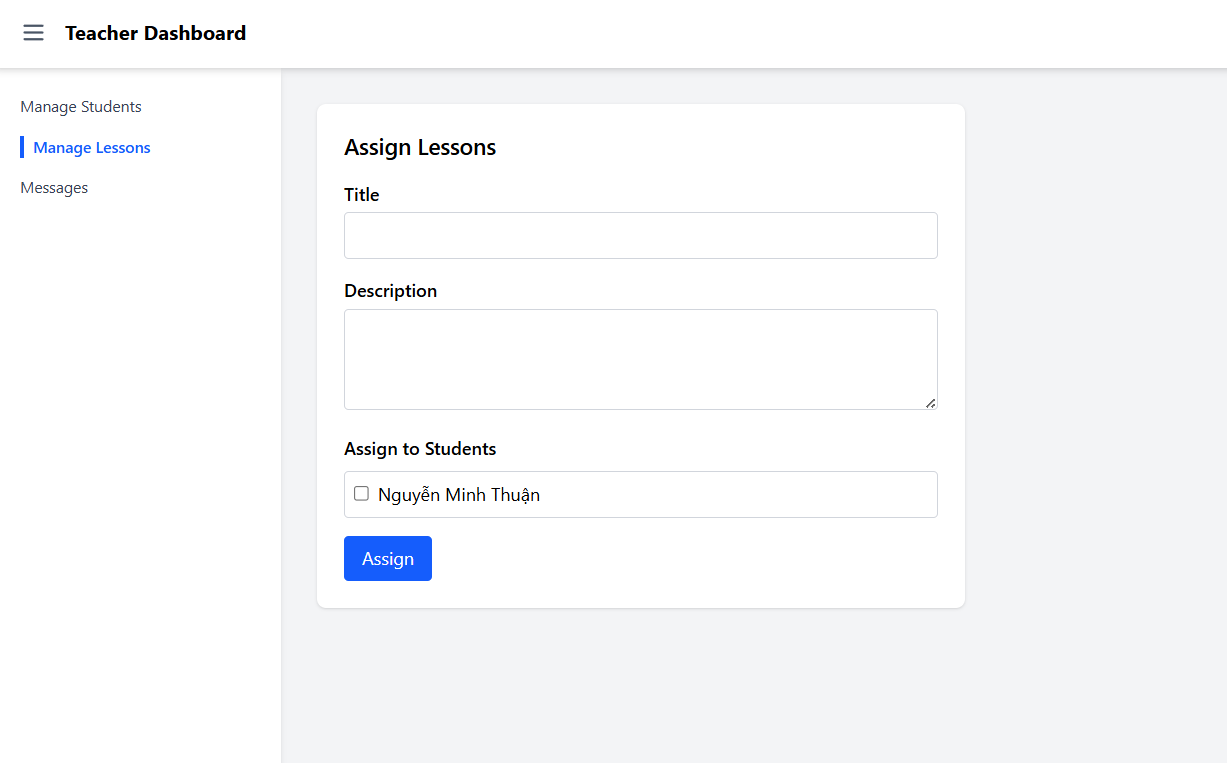 Teacher Dashboard
Manage Students
Manage Lessons
Messages
Assign Lessons
Title
Description
Assign to Students
Nguyễn Minh Thuận
Assign